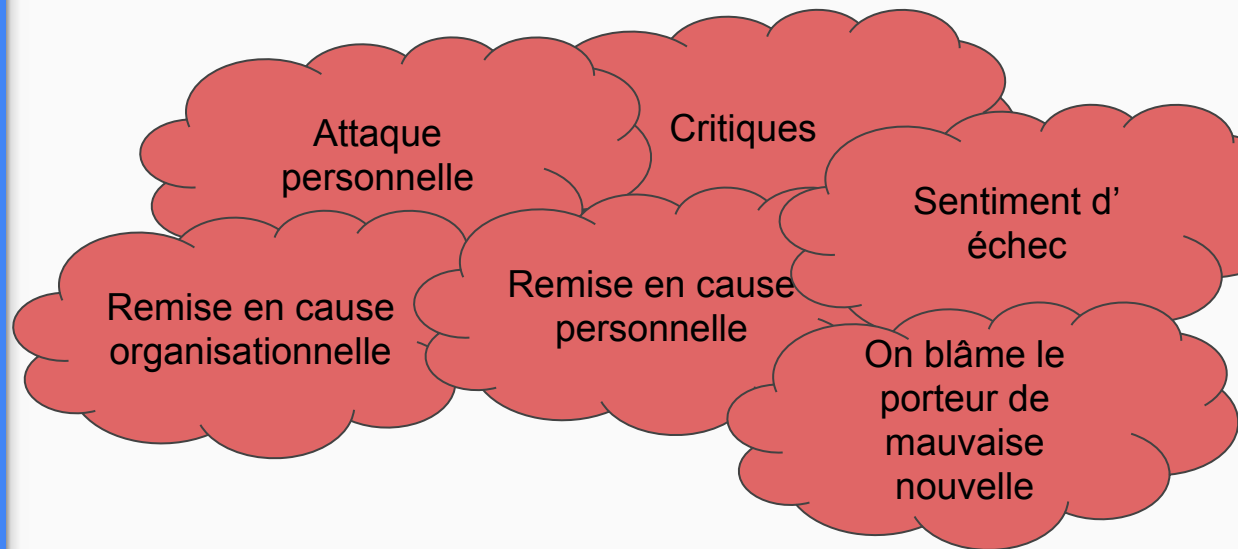 Attaque
personnelle
Critiques
Sentiment d’
échec
Remise en cause
organisationnelle
Remise en cause
personnelle
On blâme le
porteur de
mauvaise
nouvelle